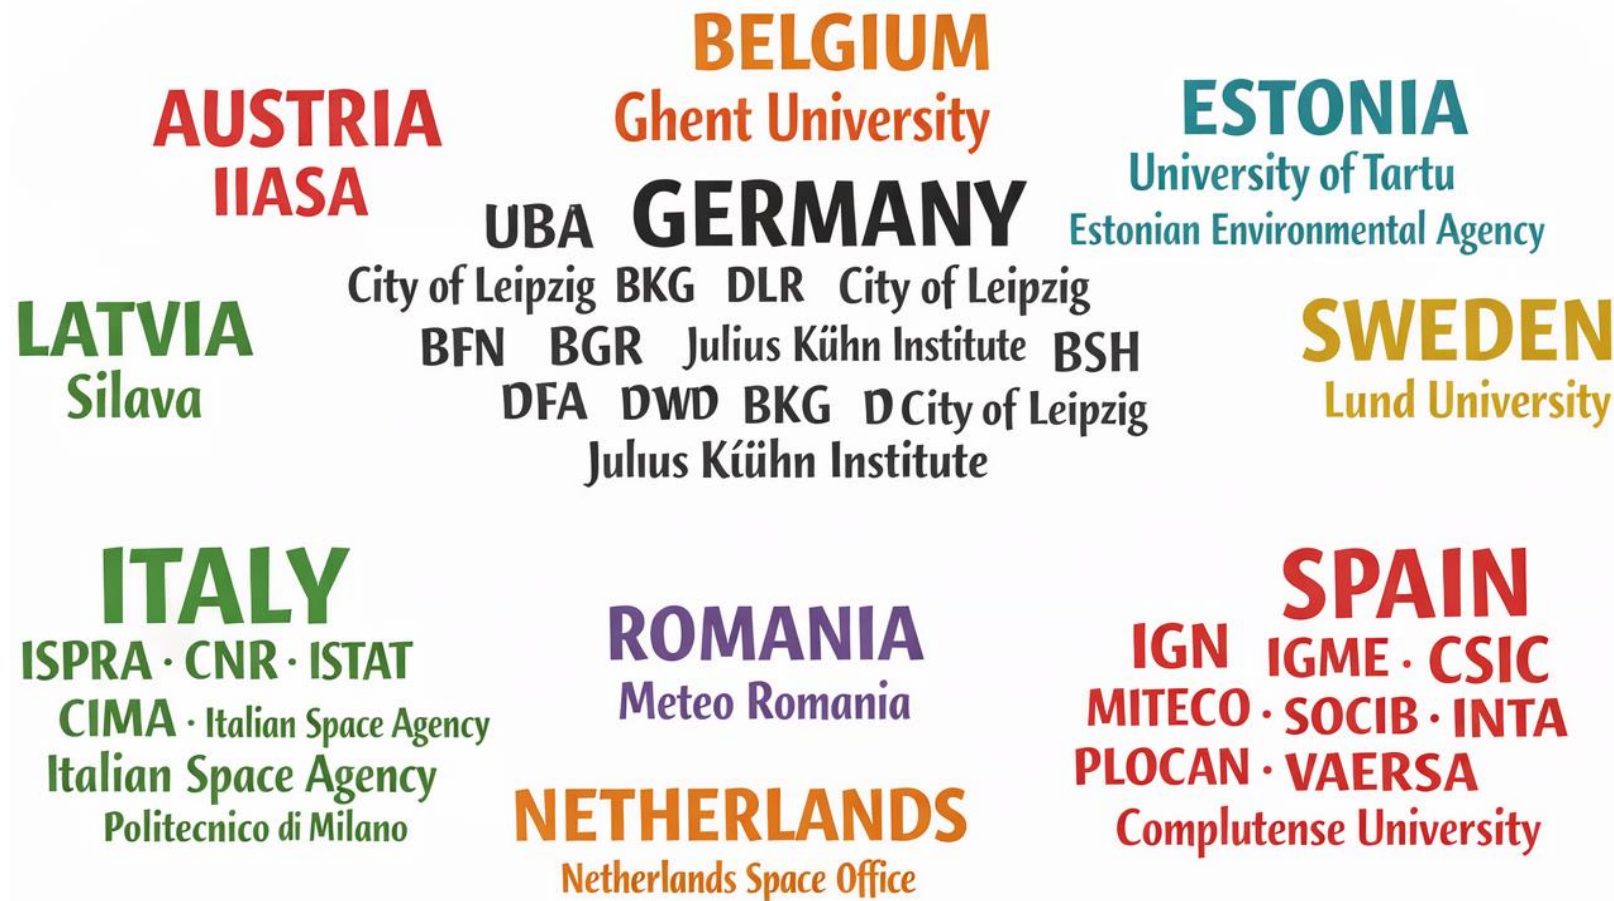 BELGIUM
Ghent University
AUSTRIA
IIASA
ESTONIA
University of Tartu
Estonian Environmental Agency
UBA GERMANY
City of Leipzig BKG DLR City of Leipzig
BFN BGR Julius Kühn Institute BSH
DFA DWD BKG D City of Leipzig
Julıus Kíühn Institute
LATVIA
Silava
SWEDEN
Lund University
ITALY
ISPRA · CNR · ISTAT
CIMA · Italian Space Agency
Italian Space Agency
Politecnico di Milano
ROMANIA
Meteo Romania
NETHERLANDS
Netherlands Space Office
SPAIN
IGN IGME · CSIC
MITECO · SOCIB · INTA
PLOCAN · VAERSA
Complutense University